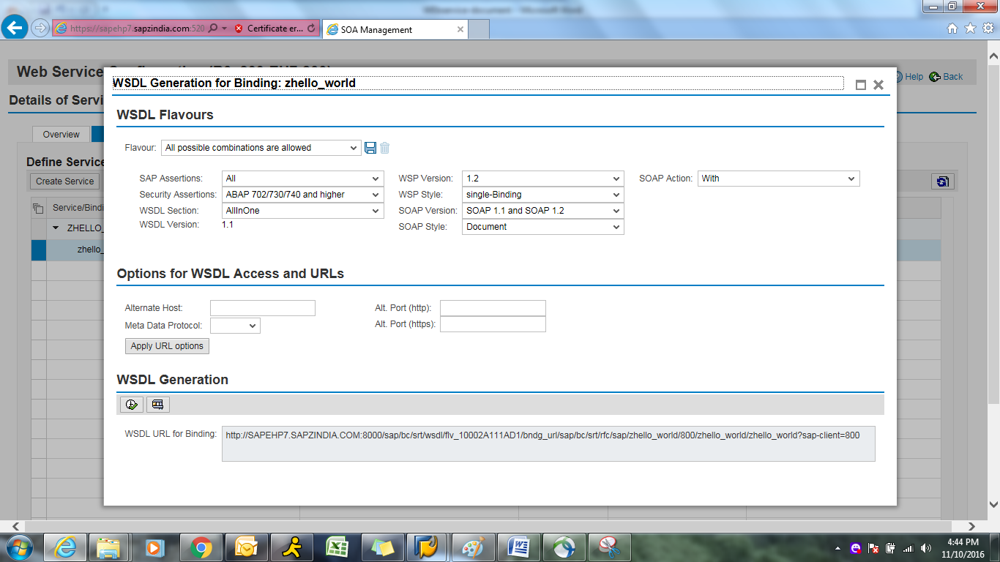 https://sapehp7.sapzindia.com:520
Certificate er...
SOA Management
Web Service
Help
Back
Details of Servi
Overview
Define Service
Create Service
Service/Bindi
ZHELLO_
zhello_
WSDL Generation for Binding: zhello_world
WSDL Flavours
Flavour: All possible combinations are allowed
SAP Assertions: All WSP Version: 1.2 SOAP Action: With
Security Assertions: ABAP 702/730/740 and higher WSP Style: single-Binding
WSDL Section: AllInOne SOAP Version: SOAP 1.1 and SOAP 1.2
WSDL Version: 1.1 SOAP Style: Document
Options for WSDL Access and URLs
Alternate Host: Alt. Port (http):
Meta Data Protocol: Alt. Port (https):
Apply URL options
WSDL Generation
WSDL URL for Binding: http://SAPEHP7.SAPZINDIA.COM:8000/sap/bc/srt/wsdl/flv_10002A111AD1/bndg_url/sap/bc/srt/rfc/sap/zhello_world/800/zhello_world/zhello_world?sap-client=800
4:44 PM
11/10/2016